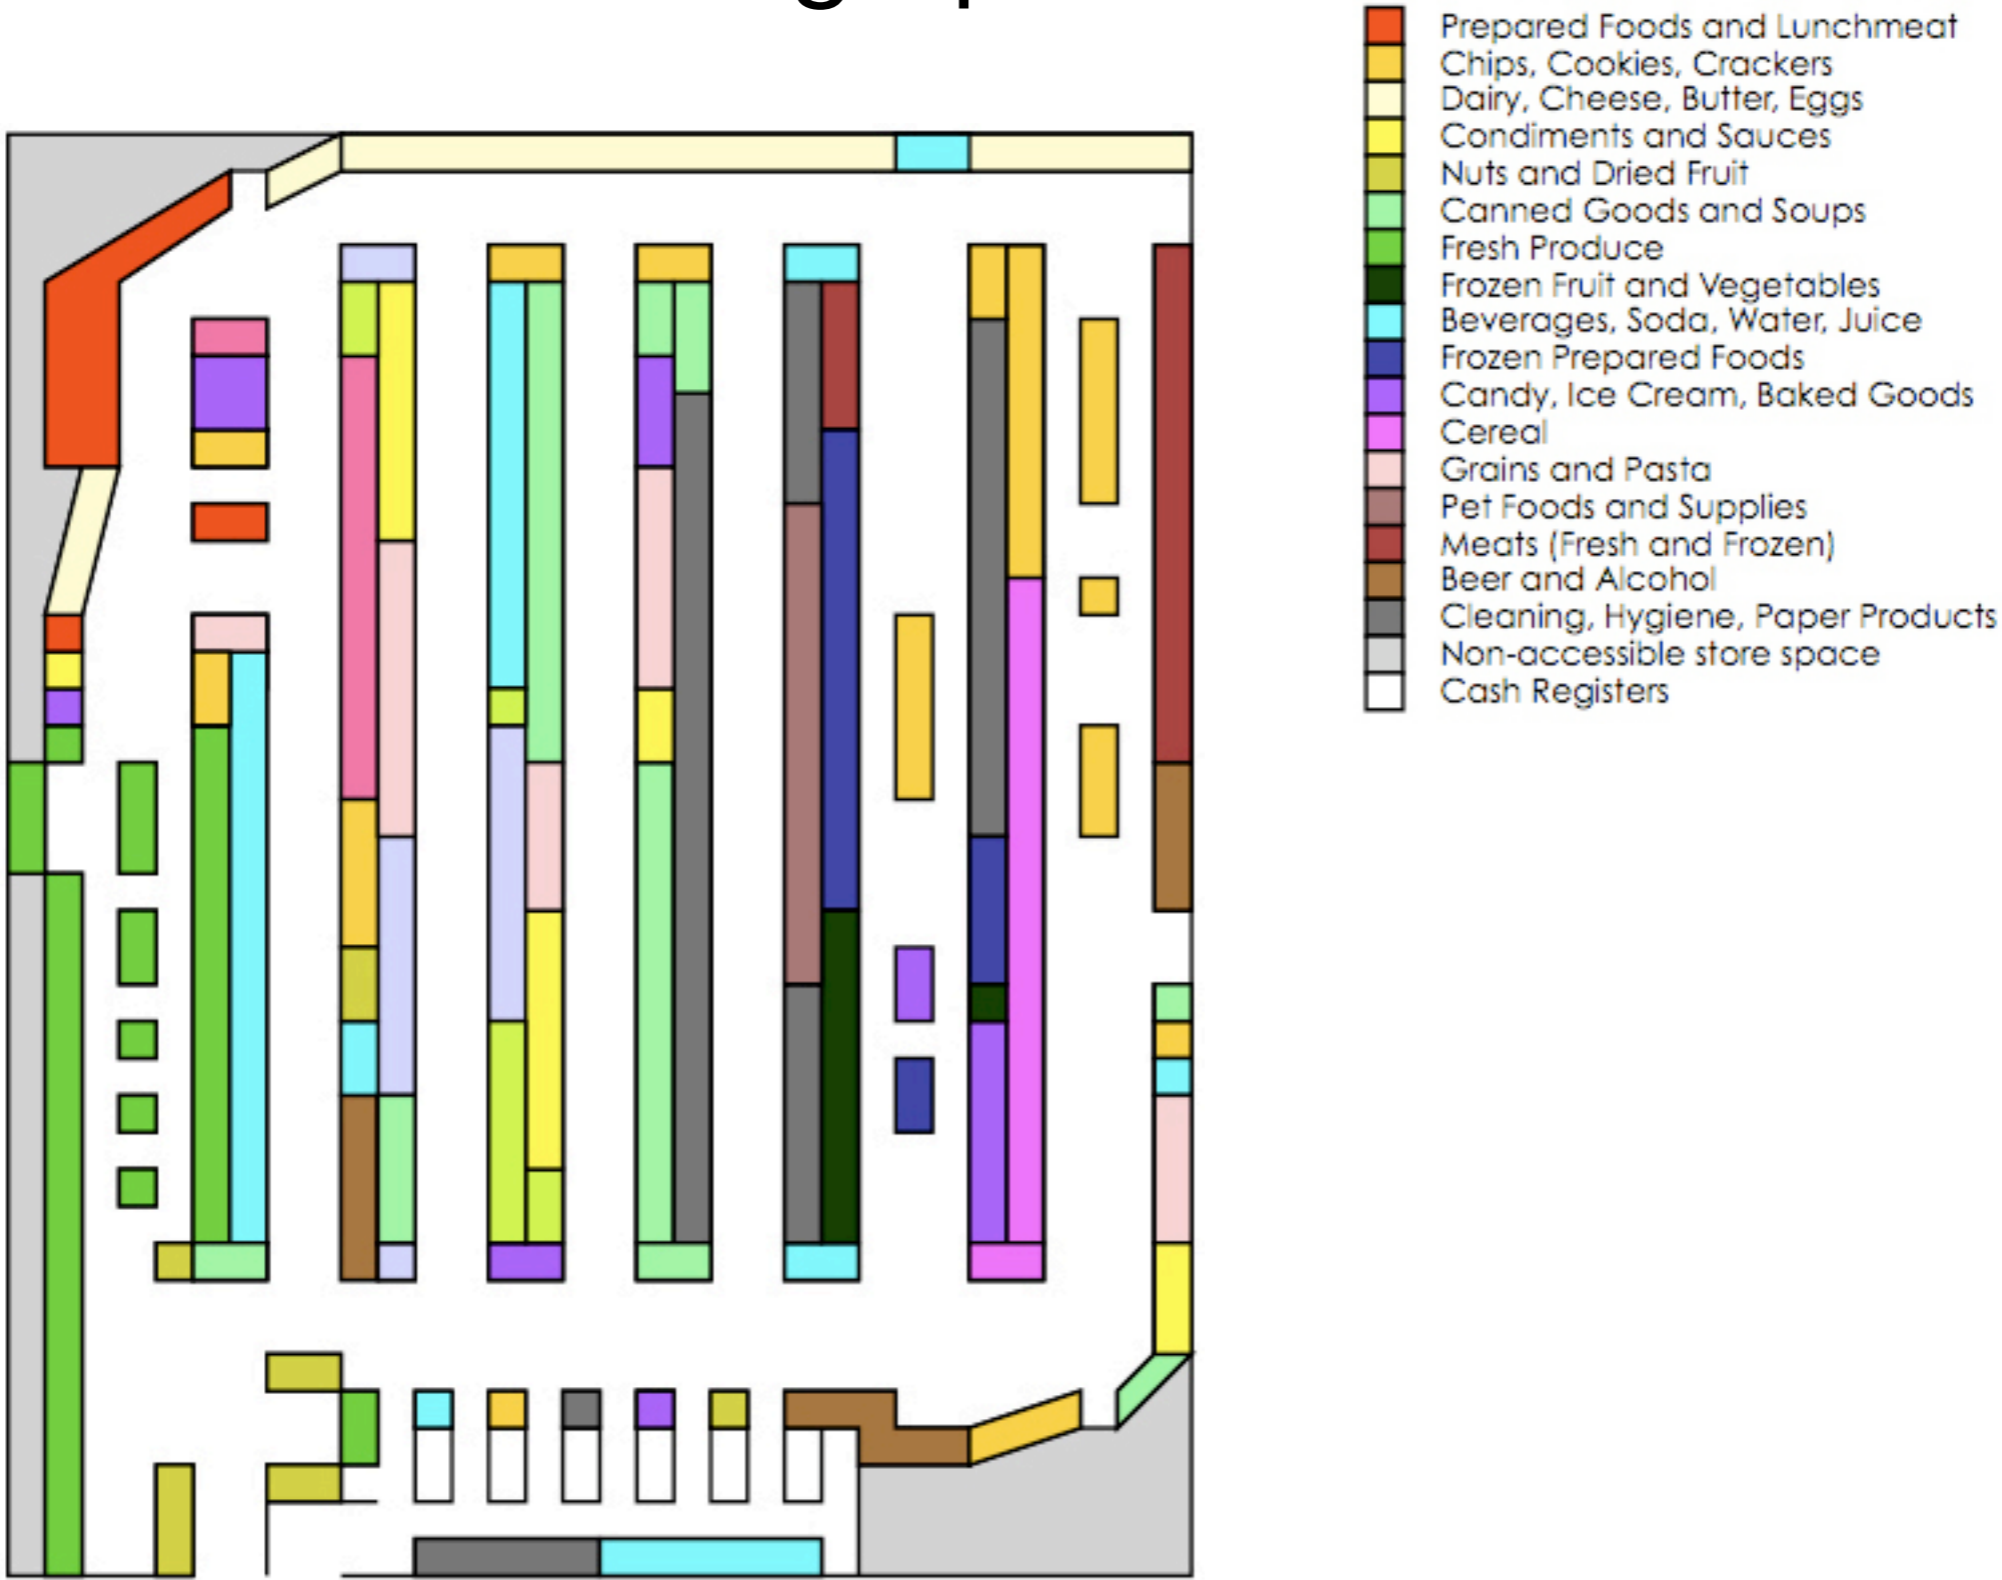 Prepared Foods and Lunchmeat
Chips, Cookies, Crackers
Dairy, Cheese, Butter, Eggs
Condiments and Sauces
Nuts and Dried Fruit
Canned Goods and Soups
Fresh Produce
Frozen Fruit and Vegetables
Beverages, Soda, Water, Juice
Frozen Prepared Foods
Candy, Ice Cream, Baked Goods
Cereal
Grains and Pasta
Pet Foods and Supplies
Meats (Fresh and Frozen)
Beer and Alcohol
Cleaning, Hygiene, Paper Products
Non-accessible store space
Cash Registers